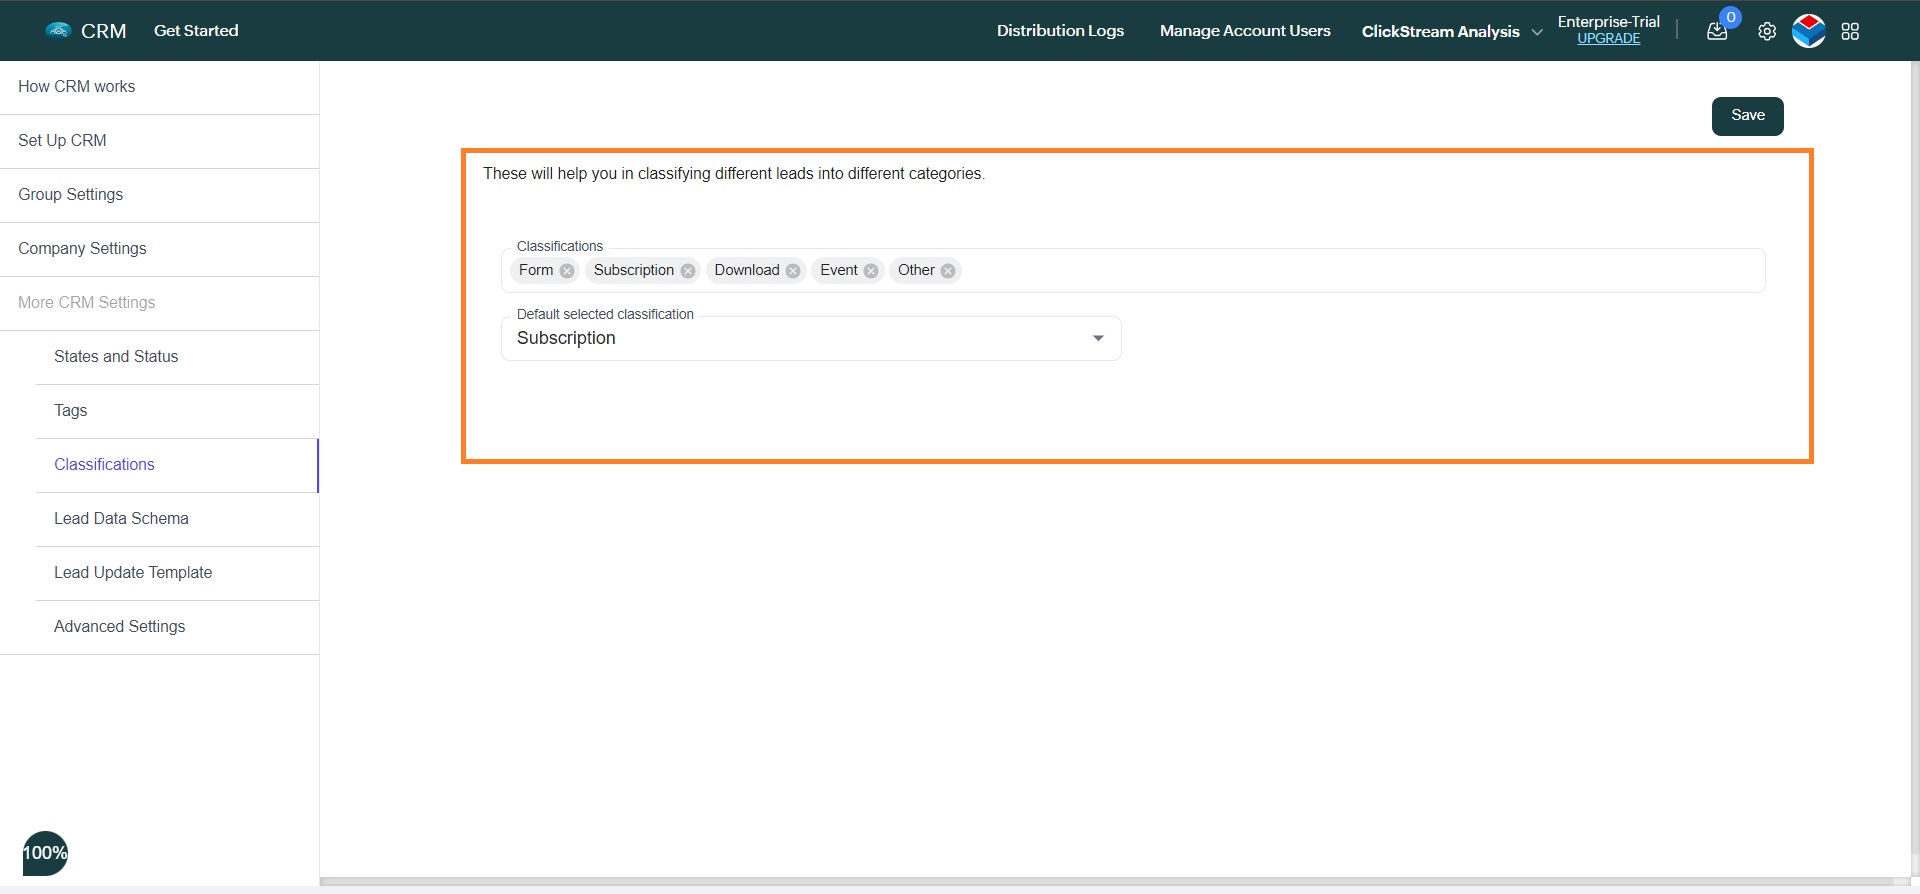 CRM Get Started Distribution Logs Manage Account Users ClickStream Analysis Enterprise-Trial 0
UPGRADE
How CRM works
Set Up CRM
Group Settings
Company Settings
More CRM Settings
States and Status
Tags
Classifications
Lead Data Schema
Lead Update Template
Advanced Settings
100%
Save
These will help you in classifying different leads into different categories.
Classifications
Form Subscription Download Event Other
Default selected classification
Subscription